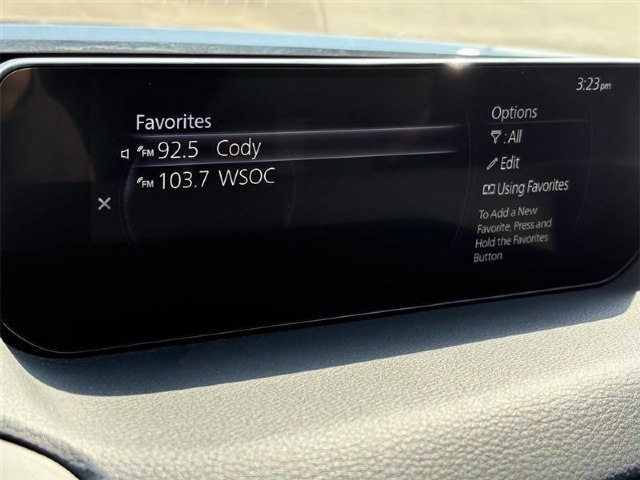 3:23pm
Favorites
FM 92.5 Cody
FM 103.7 WSOC
Options
: All
Edit
Using Favorites
To Add a New
Favorite, Press and
Hold the Favorites
Button